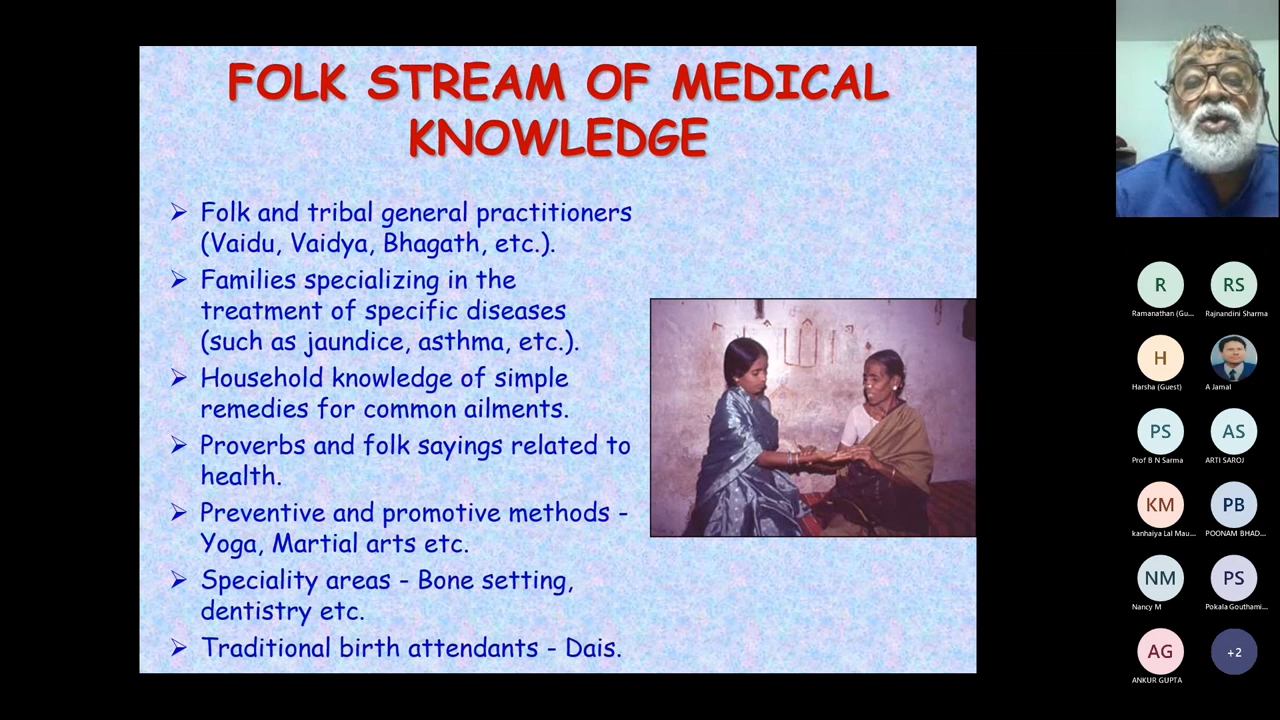 FOLK STREAM OF MEDICAL
KNOWLEDGE
➢ Folk and tribal general practitioners
(Vaidu, Vaidya, Bhagath, etc.).
➢ Families specializing in the
treatment of specific diseases
(such as jaundice, asthma, etc.).
➢ Household knowledge of simple
remedies for common ailments.
➢ Proverbs and folk sayings related to
health.
➢ Preventive and promotive methods -
Yoga, Martial arts etc.
➢ Speciality areas - Bone setting,
dentistry etc.
➢ Traditional birth attendants - Dais.
R RS
Ramanathan (Gu... Rajnandini Sharma
H
Harsha (Guest) A Jamal
PS AS
Prof B N Sarma ARTI SAROJ
KM PB
kanhaiya Lal Mau... POONAM BHAD...
NM PS
Nancy M Pokala Gouthami...
AG +2
ANKUR GUPTA